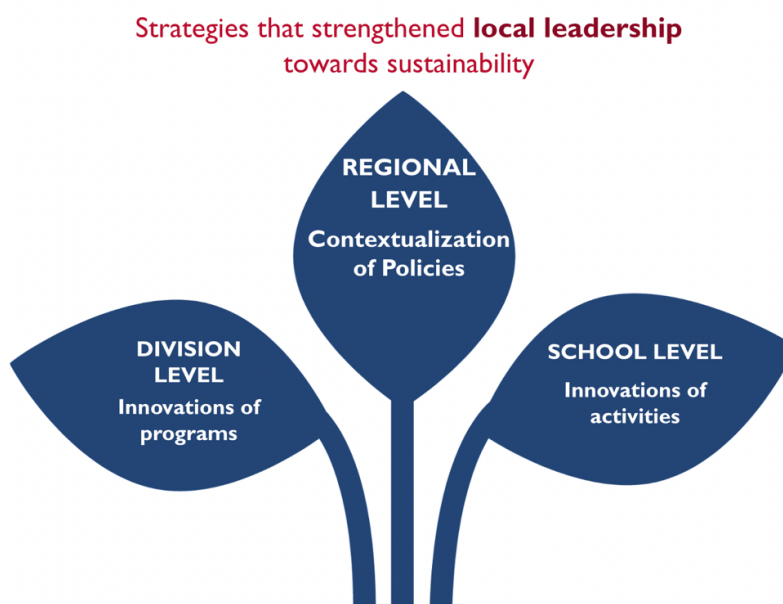 Strategies that strengthened local leadership
towards sustainability
REGIONAL
LEVEL
Contextualization
of Policies
DIVISION
LEVEL
Innovations of
programs
SCHOOL LEVEL
Innovations of
activities